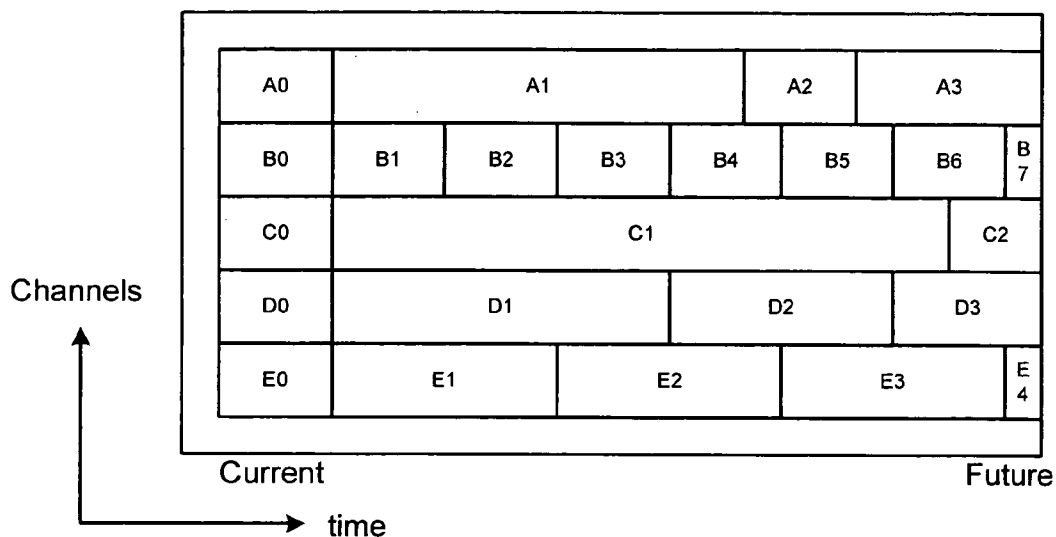 A0 A1 A2 A3
B0 B1 B2 B3 B4 B5 B6 B
7
C0 C1 C2
Channels
D0 D1 D2 D3
E0 E1 E2 E3 E
4
Current Future
time